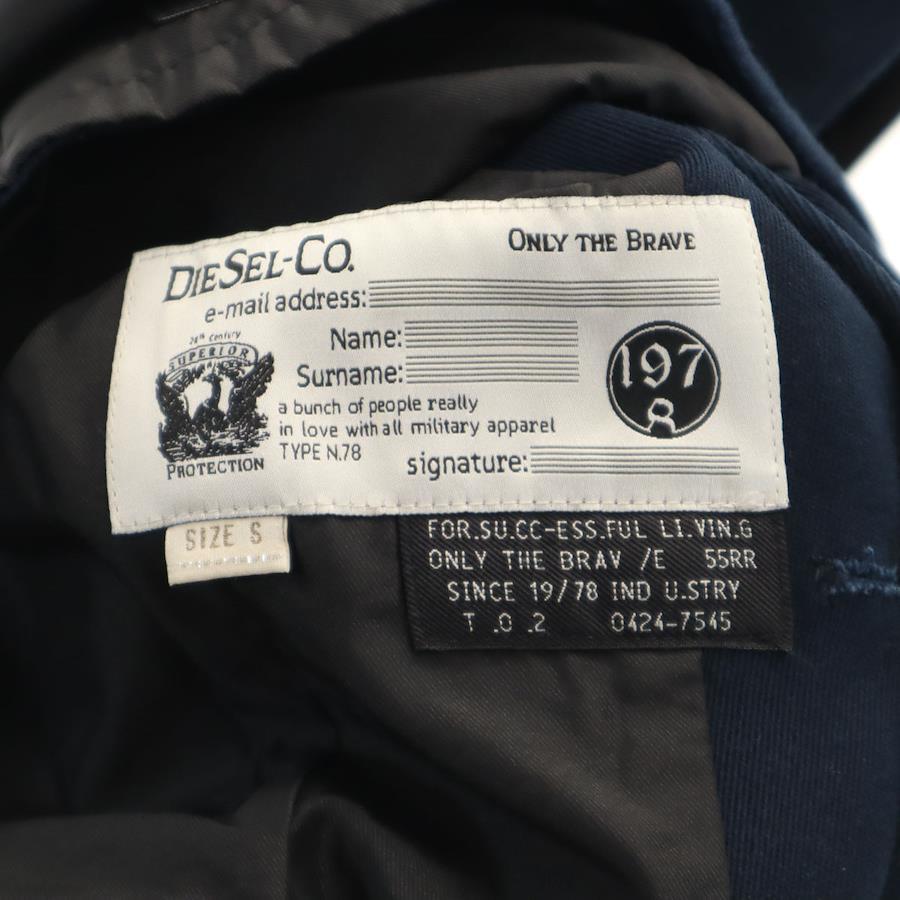 DIESEL-CO.
ONLY THE BRAVE
e-mail address:
Name:
Surname:
20th Century
SUPERIOR
PROTECTION
a bunch of people really
in love with all military apparel
TYPE N.78
signature:
197
8
SIZE S
FOR.SU.CC-ESS.FUL LI.VIN.G
ONLY THE BRAV /E 55RR
SINCE 19/78 IND U.STRY
T .O .2 0424-7545